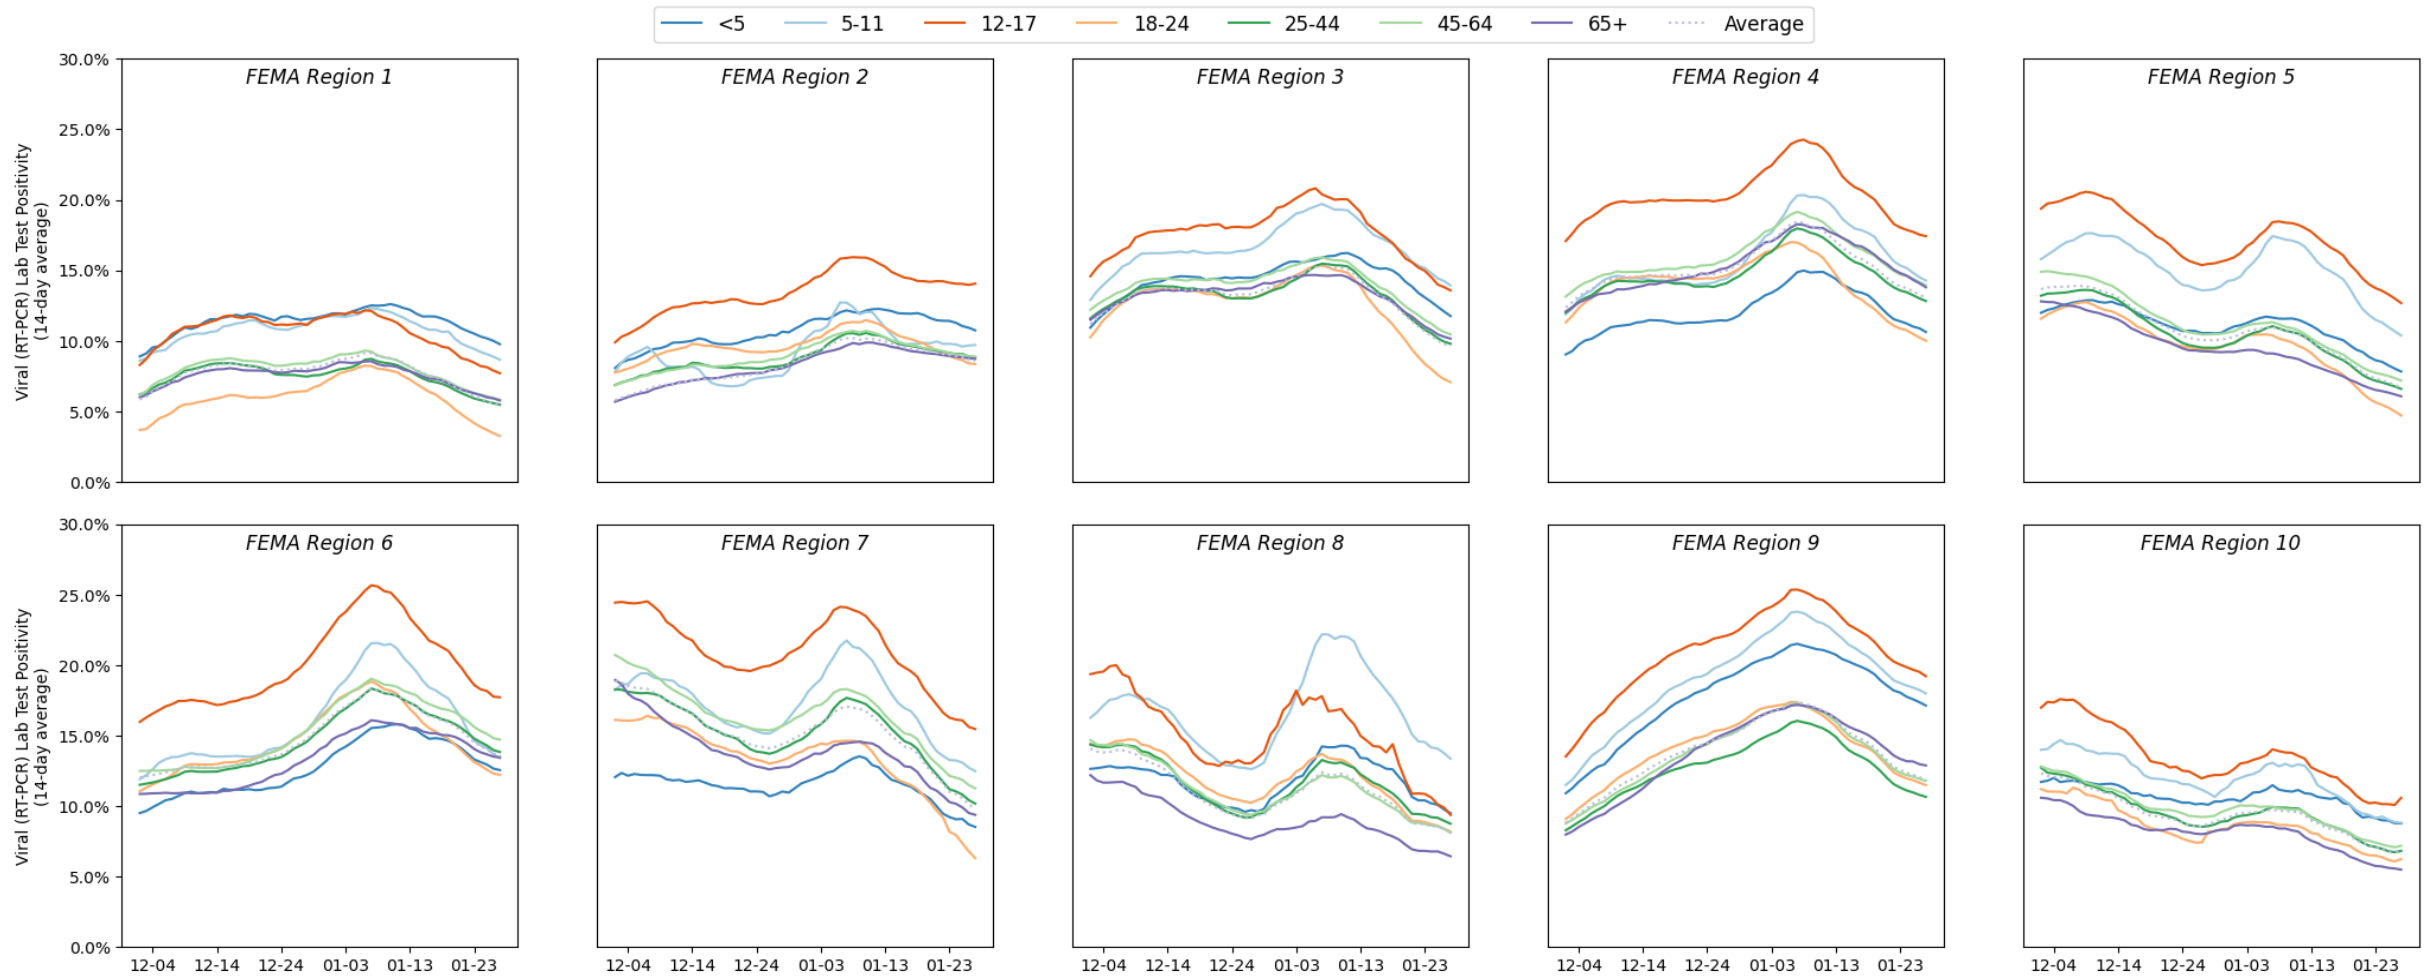 <5 5-11 12-17 18-24 25-44 45-64 65+ Average
FEMA Region 1 FEMA Region 2 FEMA Region 3 FEMA Region 4 FEMA Region 5
Viral (RT-PCR) Lab Test Positivity
(14-day average)
30.0%
25.0%
20.0%
15.0%
10.0%
5.0%
0.0%
FEMA Region 6 FEMA Region 7 FEMA Region 8 FEMA Region 9 FEMA Region 10
Viral (RT-PCR) Lab Test Positivity
(14-day average)
30.0%
25.0%
20.0%
15.0%
10.0%
5.0%
0.0%
12-04 12-14 12-24 01-03 01-13 01-23 12-04 12-14 12-24 01-03 01-13 01-23 12-04 12-14 12-24 01-03 01-13 01-23 12-04 12-14 12-24 01-03 01-13 01-23 12-04 12-14 12-24 01-03 01-13 01-23